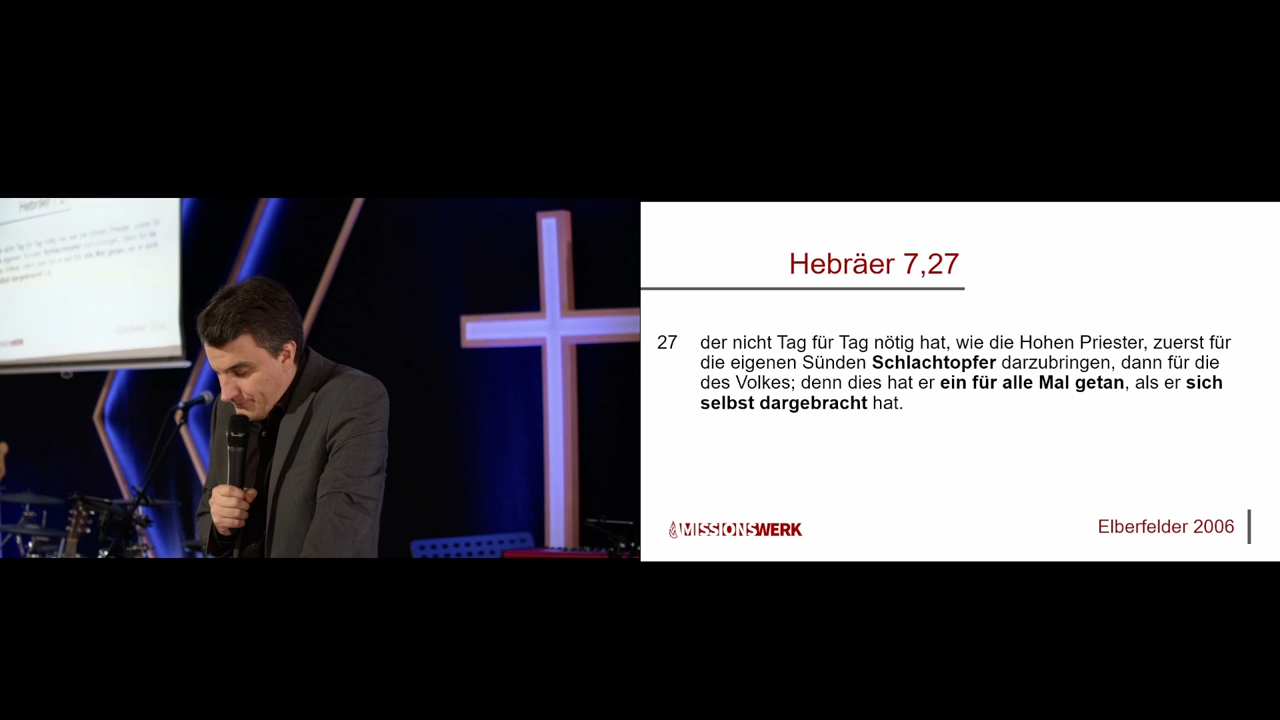 Hebräer 7,27
27 der nicht Tag für Tag nötig hat, wie die Hohen Priester, zuerst für
die eigenen Sünden Schlachtopfer darzubringen, dann für die
des Volkes; denn dies hat er ein für alle Mal getan, als er sich
selbst dargebracht hat.
MISSIONSWERK
Elberfelder 2006